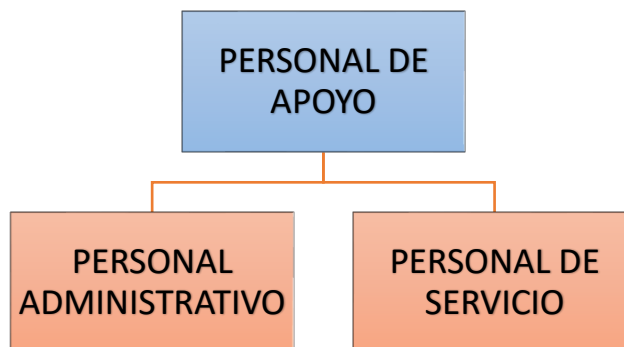 PERSONAL DE
APOYO
PERSONAL
ADMINISTRATIVO
PERSONAL DE
SERVICIO